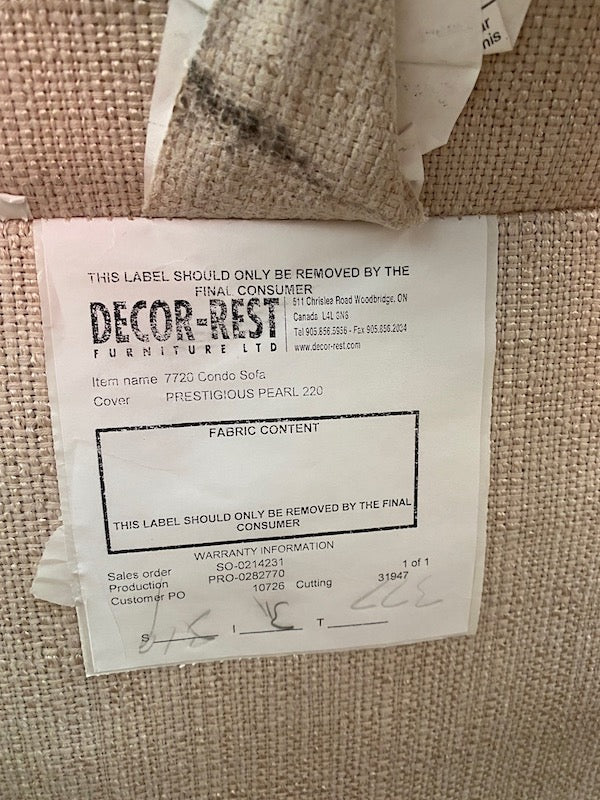 THIS LABEL SHOULD ONLY BE REMOVED BY THE
FINAL CONSUMER
DECOR-REST
FURNITURE LTD
511 Chrislea Road Woodbridge, ON
Canada L4L 8N6
Tel 905.856.5956 - Fax 905.856.2034
www.decor-rest.com
Item name 7720 Condo Sofa
Cover PRESTIGIOUS PEARL 220
FABRIC CONTENT
THIS LABEL SHOULD ONLY BE REMOVED BY THE FINAL
CONSUMER
WARRANTY INFORMATION
Sales order SO-0214231 1 of 1
Production PRO-0282770
Customer PO 10726 Cutting 31947
S I T